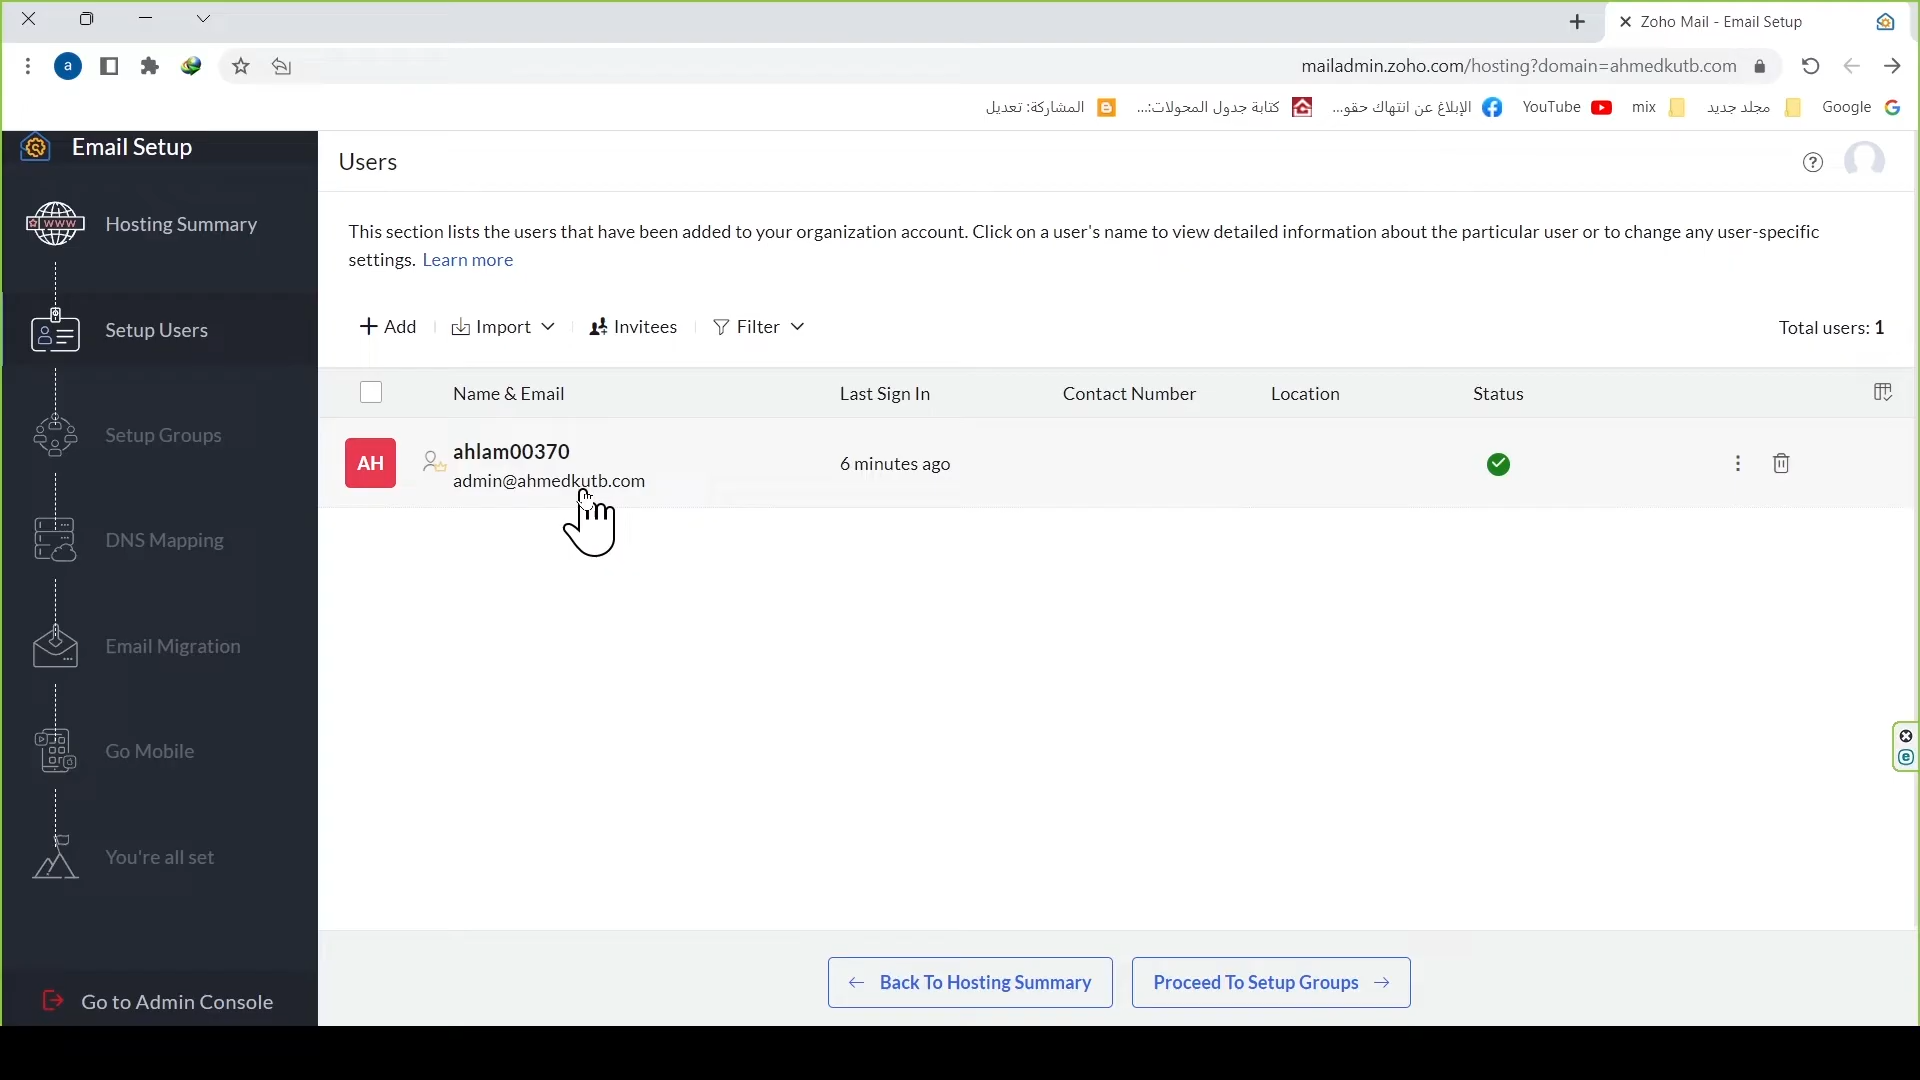 Zoho Mail - Email Setup
a
mailadmin.zoho.com/hosting?domain=ahmedkutb.com
المشاركة: تعديل
كتابة جدول المحولات:...
الإبلاغ عن انتهاك حقو...
YouTube
mix
مجلد جديد
Google
Email Setup
WWW
Hosting Summary
Setup Users
Setup Groups
DNS Mapping
Email Migration
Go Mobile
You're all set
Go to Admin Console
Users
This section lists the users that have been added to your organization account. Click on a user's name to view detailed information about the particular user or to change any user-specific
settings. Learn more
Add
Import
Invitees
Filter
Total users: 1
Name & Email
Last Sign In
Contact Number
Location
Status
AH
ahlam00370
admin@ahmedkutb.com
6 minutes ago
← Back To Hosting Summary
Proceed To Setup Groups →